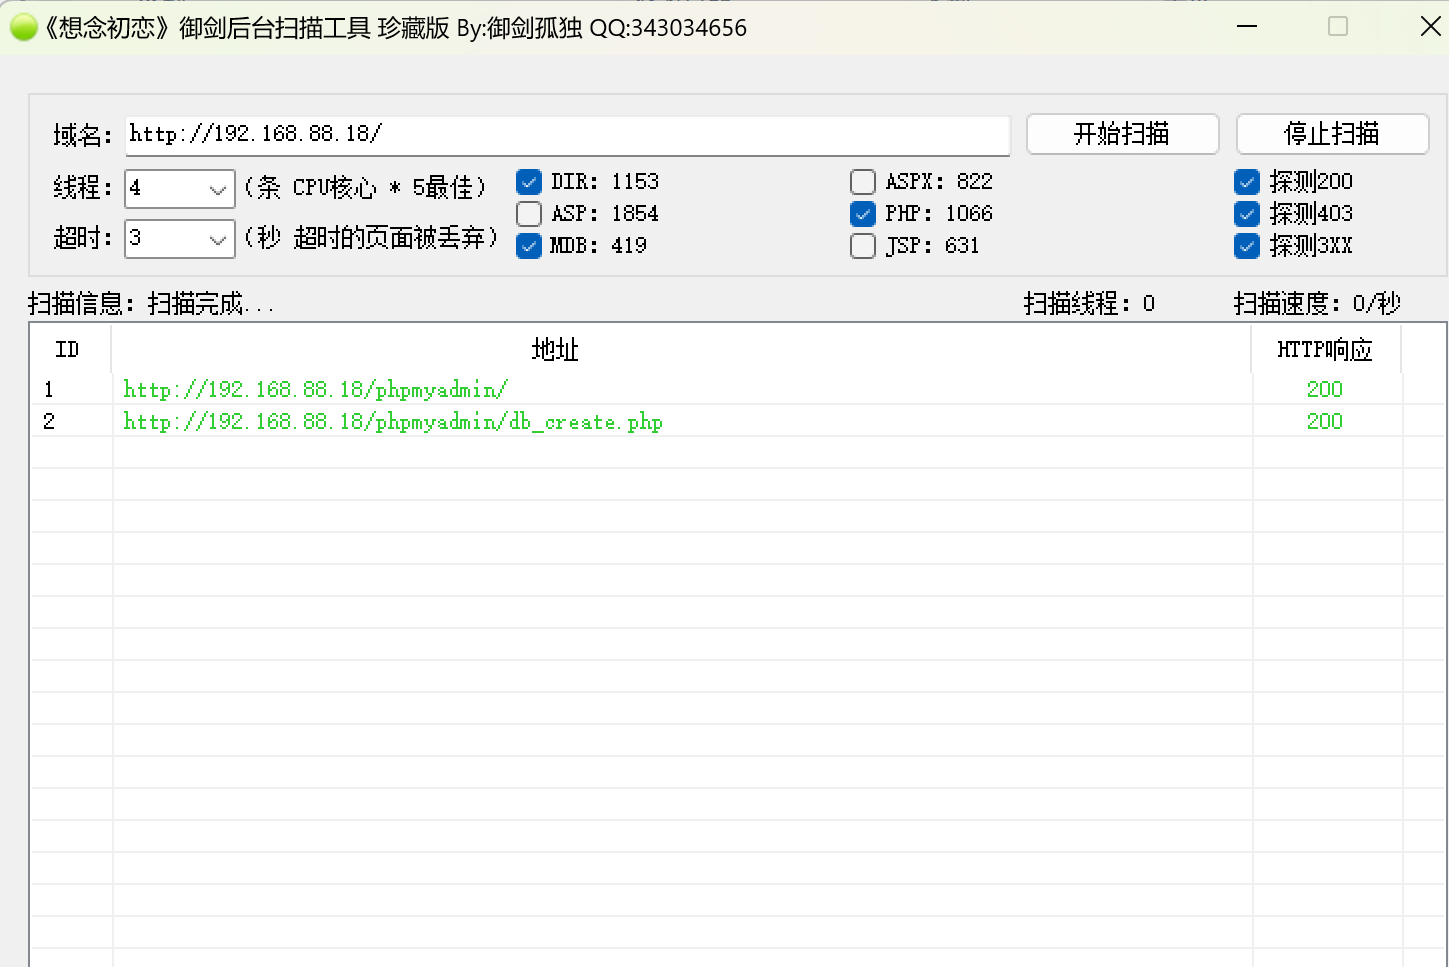 《想念初恋》御剑后台扫描工具 珍藏版 By:御剑孤独 QQ:343034656
域名: http://192.168.88.18/ 开始扫描 停止扫描
线程: 4 (条 CPU核心 * 5最佳) DIR: 1153 ASPX: 822 探测200
ASP: 1854 PHP: 1066 探测403
超时: 3 (秒 超时的页面被丢弃) MDB: 419 JSP: 631 探测3XX
扫描信息: 扫描完成... 扫描线程: 0 扫描速度: 0/秒
ID 地址 HTTP响应
1 http://192.168.88.18/phpmyadmin/ 200
2 http://192.168.88.18/phpmyadmin/db_create.php 200